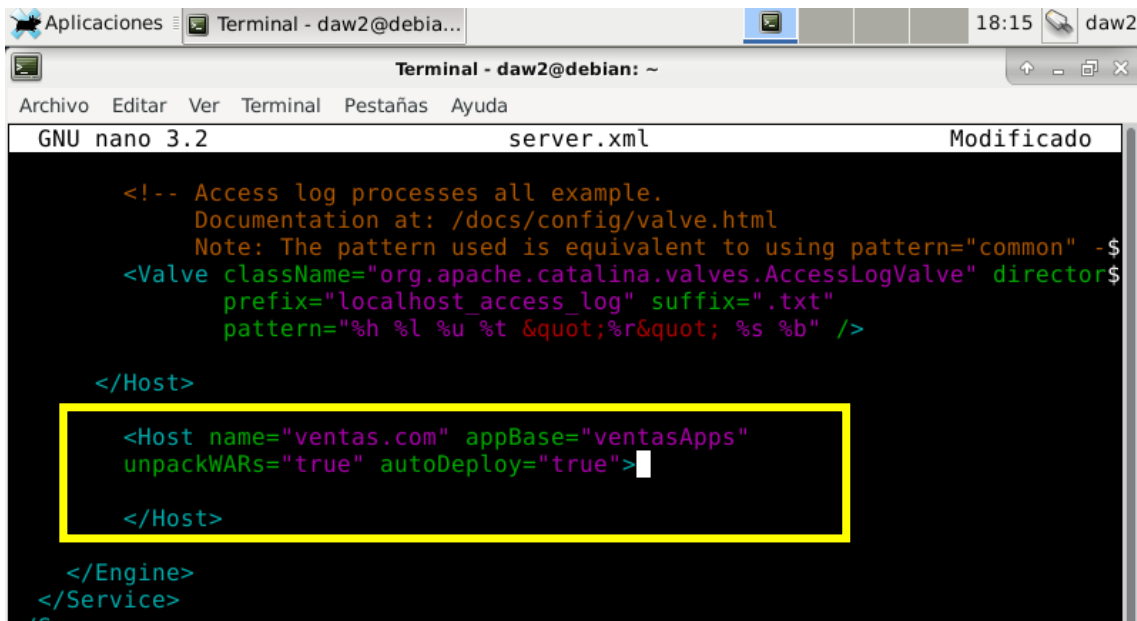 Aplicaciones Terminal - daw2@debia... 18:15 daw2
Terminal - daw2@debian: ~
Archivo Editar Ver Terminal Pestañas Ayuda
GNU nano 3.2 server.xml Modificado
<!-- Access log processes all example.
Documentation at: /docs/config/valve.html
Note: The pattern used is equivalent to using pattern="common" -$
<Valve className="org.apache.catalina.valves.AccessLogValve" director$
prefix="localhost_access_log" suffix=".txt"
pattern="%h %l %u %t &quot;%r&quot; %s %b" />
</Host>
<Host name="ventas.com" appBase="ventasApps"
unpackWARs="true" autoDeploy="true">
</Host>
</Engine>
</Service>